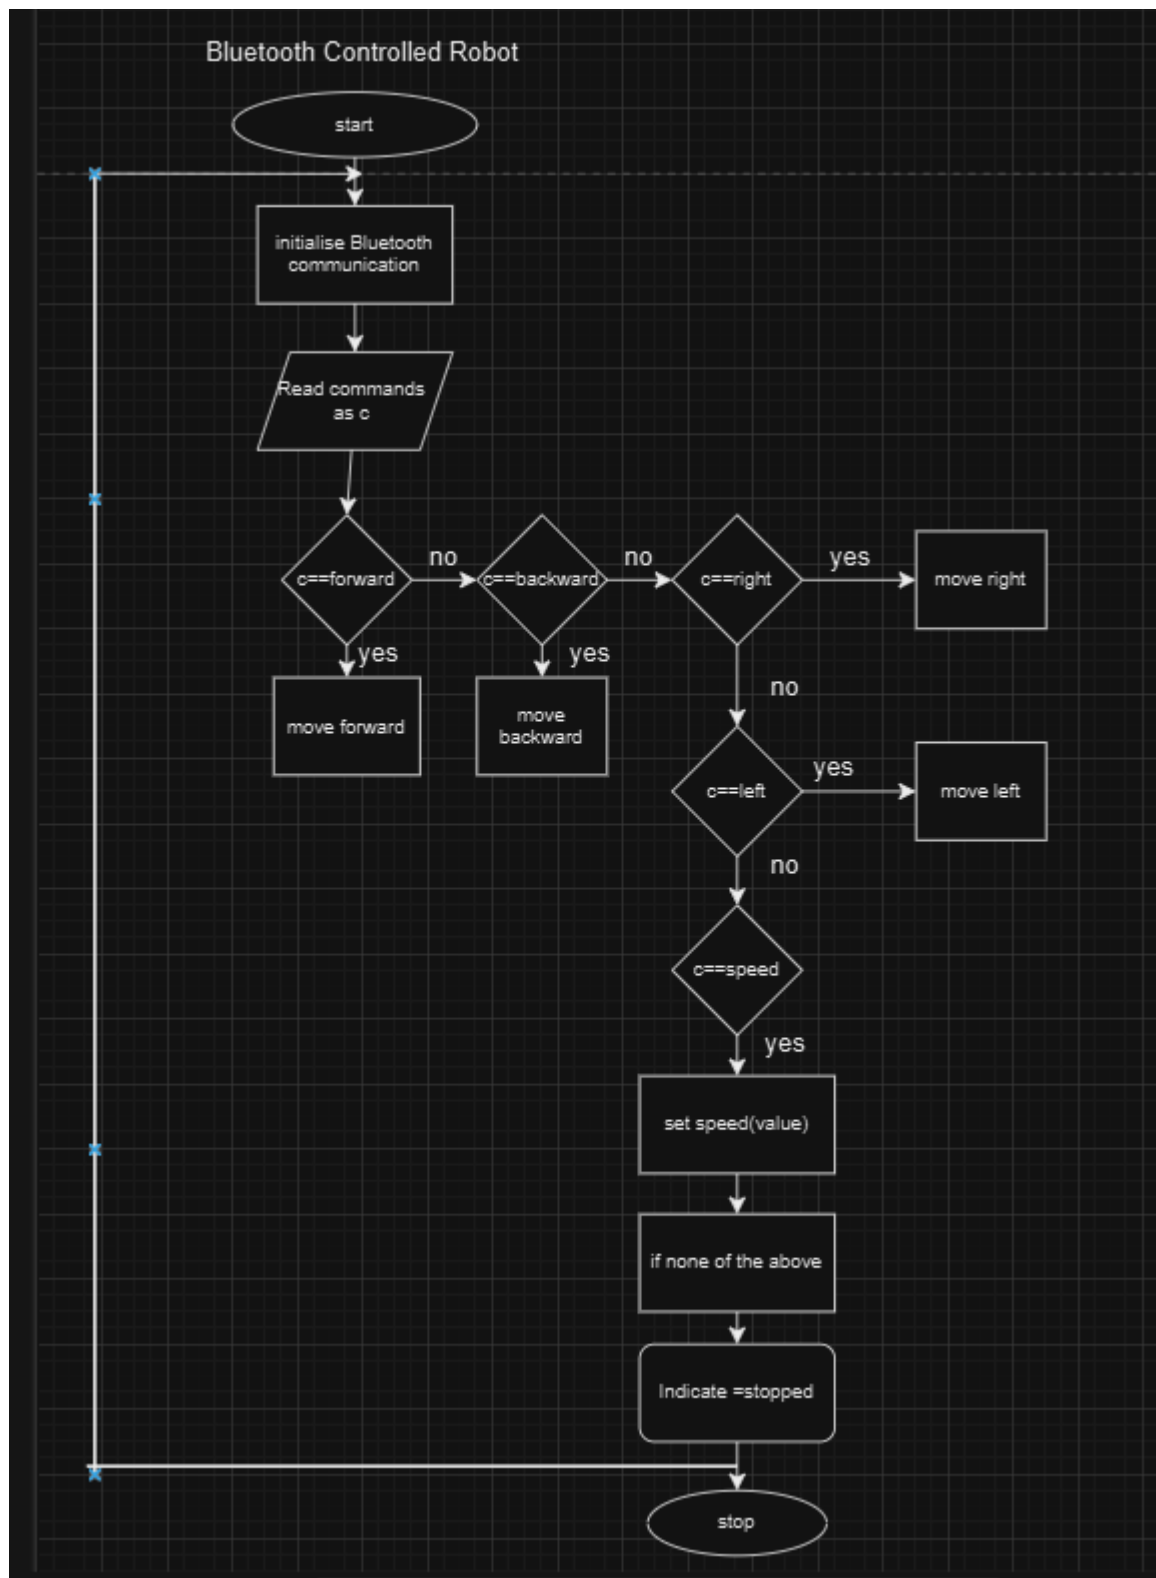 Bluetooth Controlled Robot
start
initialise Bluetooth
communication
Read commands
as c
c==forward
no
c==backward
no
c==right
yes
move right
yes
move forward
yes
move
backward
no
c==left
yes
move left
no
c==speed
yes
set speed(value)
if none of the above
Indicate =stopped
stop